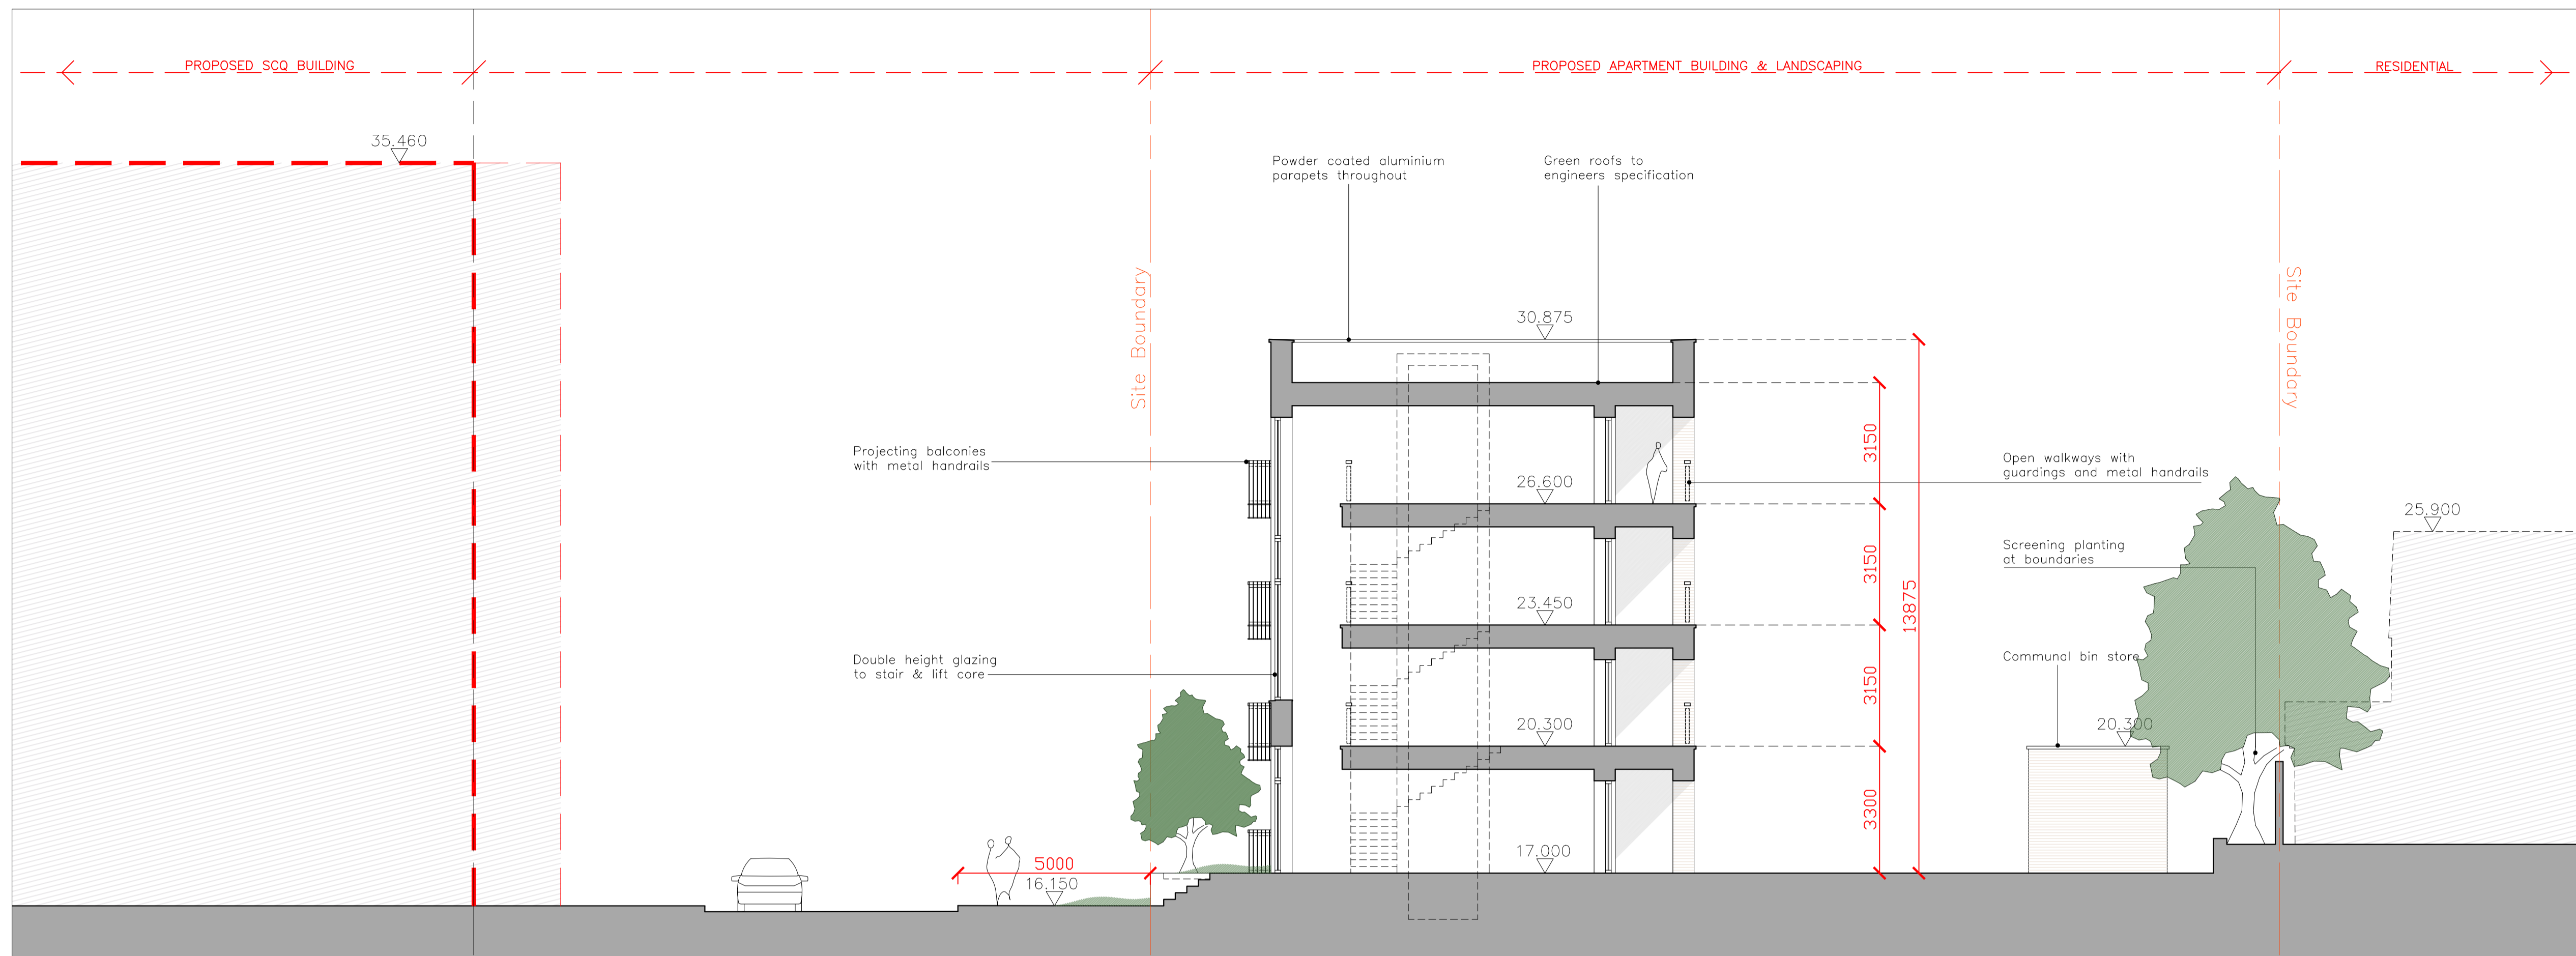 PROPOSED SCQ BUILDING
PROPOSED APARTMENT BUILDING & LANDSCAPING
RESIDENTIAL
35.460
Powder coated aluminium
parapets throughout
Green roofs to
engineers specification
Site Boundary
Site Boundary
30.875
Projecting balconies
with metal handrails
3150
Open walkways with
guardings and metal handrails
26.600
25.900
Screening planting
at boundaries
3150
13875
23.450
Double height glazing
to stair & lift core
Communal bin store
3150
20.300
20.300
3300
17.000
5000
16.150